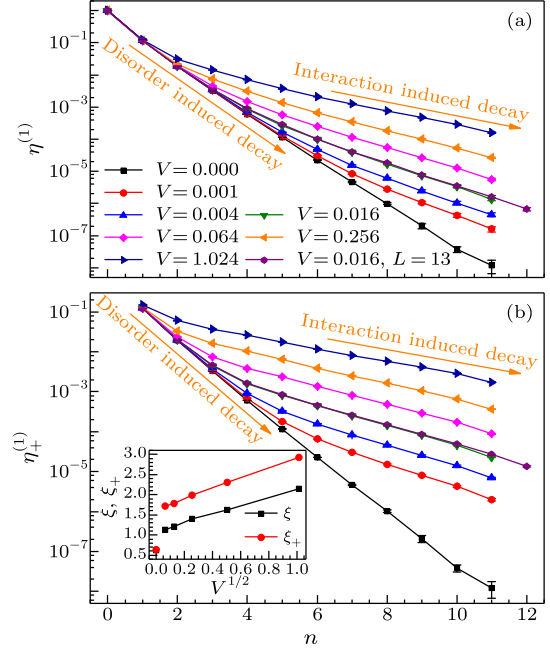 (a)
10⁻¹
10⁻³
10⁻⁵
10⁻⁷
η⁽¹⁾
Disorder induced decay
Interaction induced decay
V=0.000
V=0.001
V=0.004
V=0.016
V=0.064
V=0.256
V=1.024
V=0.016, L=13
(b)
10⁻¹
10⁻³
10⁻⁵
10⁻⁷
η₊⁽¹⁾
Disorder induced decay
Interaction induced decay
3.0
2.5
2.0
1.5
1.0
0.5
ξ, ξ₊
ξ
ξ₊
0.0 0.2 0.4 0.6 0.8 1.0
V¹ᐟ²
0 2 4 6 8 10 12
n